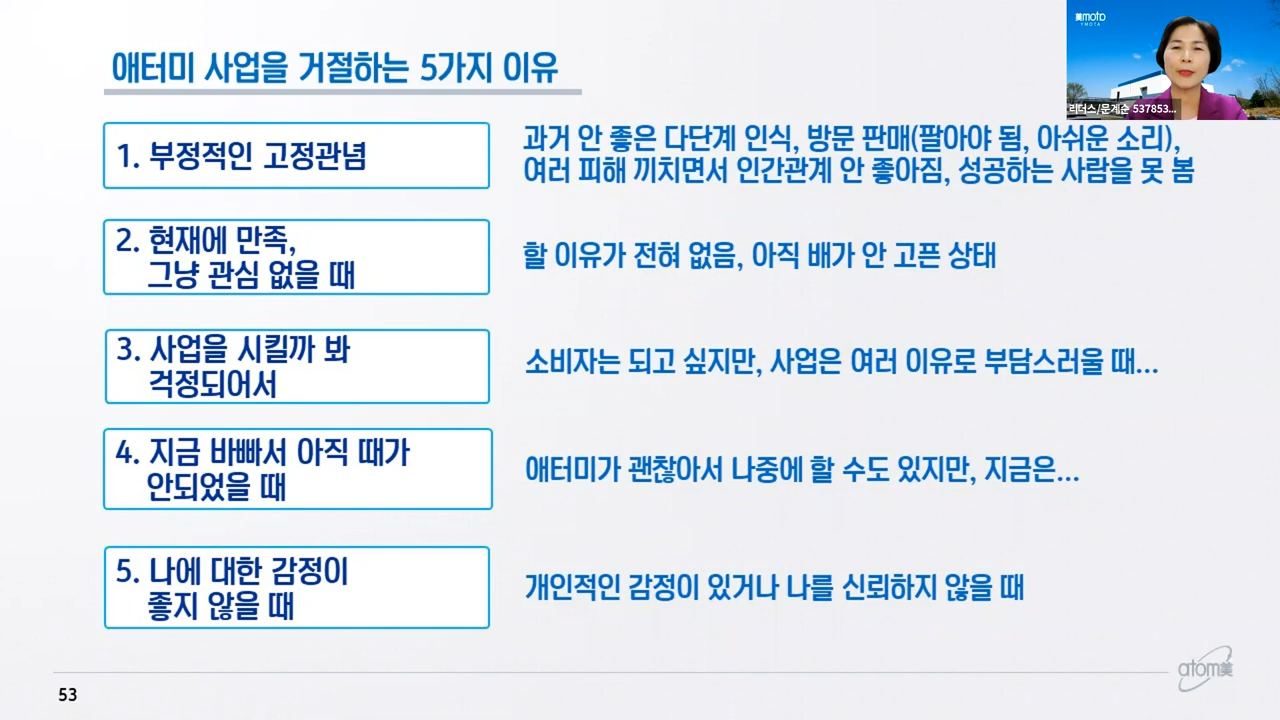 애터미 사업을 거절하는 5가지 이유
美mota
YMOTA
리더스/문계순 537853...
1. 부정적인 고정관념
과거 안 좋은 다단계 인식, 방문 판매(팔아야 됨, 아쉬운 소리),
여러 피해 끼치면서 인간관계 안 좋아짐, 성공하는 사람을 못 봄
2. 현재에 만족,
그냥 관심 없을 때
할 이유가 전혀 없음, 아직 배가 안 고픈 상태
3. 사업을 시킬까 봐
걱정되어서
소비자는 되고 싶지만, 사업은 여러 이유로 부담스러울 때...
4. 지금 바빠서 아직 때가
안되었을 때
애터미가 괜찮아서 나중에 할 수도 있지만, 지금은...
5. 나에 대한 감정이
좋지 않을 때
개인적인 감정이 있거나 나를 신뢰하지 않을 때
atom美
53